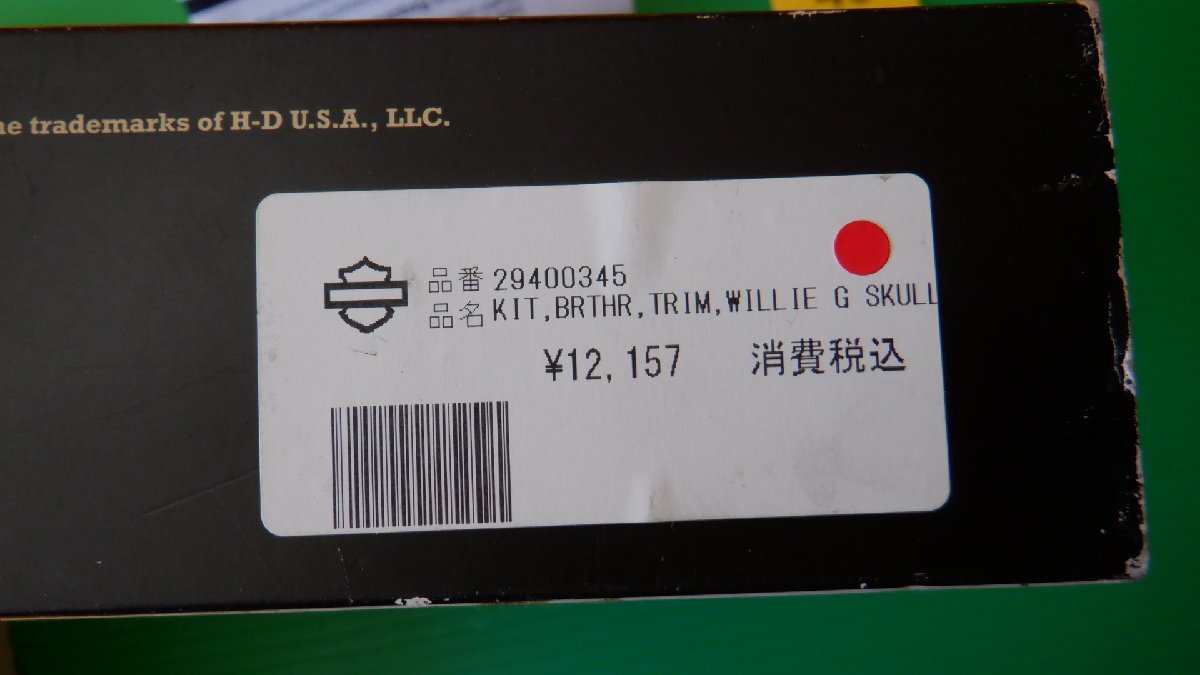 he trademarks of H-D U.S.A., LLC.
品番 29400345
品名 KIT,BRTHR,TRIM,WILLIE G SKULL
¥12,157 消費税込